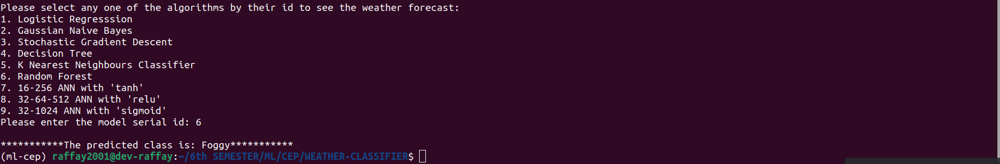 Please select any one of the algorithms by their id to see the weather forecast:
1. Logistic Regresssion
2. Gaussian Naive Bayes
3. Stochastic Gradient Descent
4. Decision Tree
5. K Nearest Neighbours Classifier
6. Random Forest
7. 16-256 ANN with 'tanh'
8. 32-64-512 ANN with 'relu'
9. 32-1024 ANN with 'sigmoid'
Please enter the model serial id: 6
***********The predicted class is: Foggy***********
(ml-cep) raffay2001@dev-raffay:~/6th SEMESTER/ML/CEP/WEATHER-CLASSIFIER$